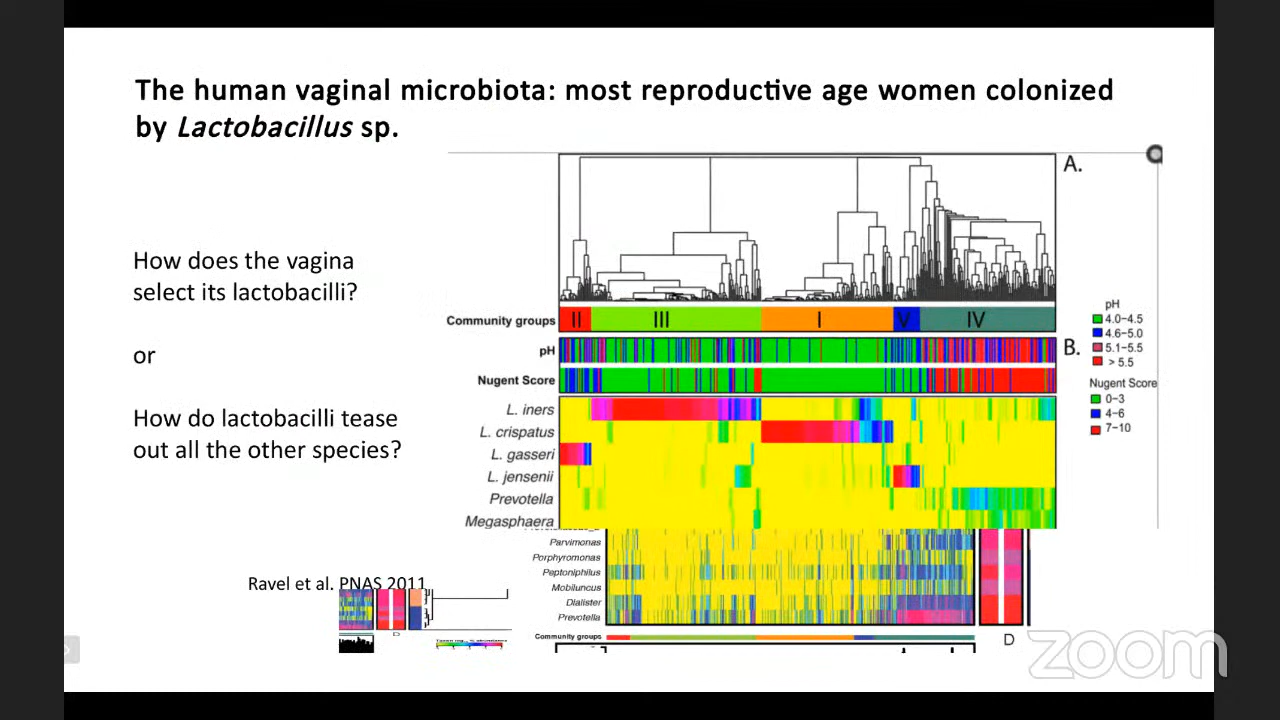 The human vaginal microbiota: most reproductive age women colonized
by Lactobacillus sp.
How does the vagina
select its lactobacilli?
or
How do lactobacilli tease
out all the other species?
Ravel et al. PNAS 2011
A.
Community groups
II III I V IV
pH
B.
Nugent Score
L. iners
L. crispatus
L. gasseri
L. jensenii
Prevotella
Megasphaera
Parvimonas
Porphyromonas
Peptoniphilus
Mobiluncus
Dialister
Prevotella
Community groups
D
pH
4.0-4.5
4.6-5.0
5.1-5.5
> 5.5
Nugent Score
0-3
4-6
7-10
D
zoom